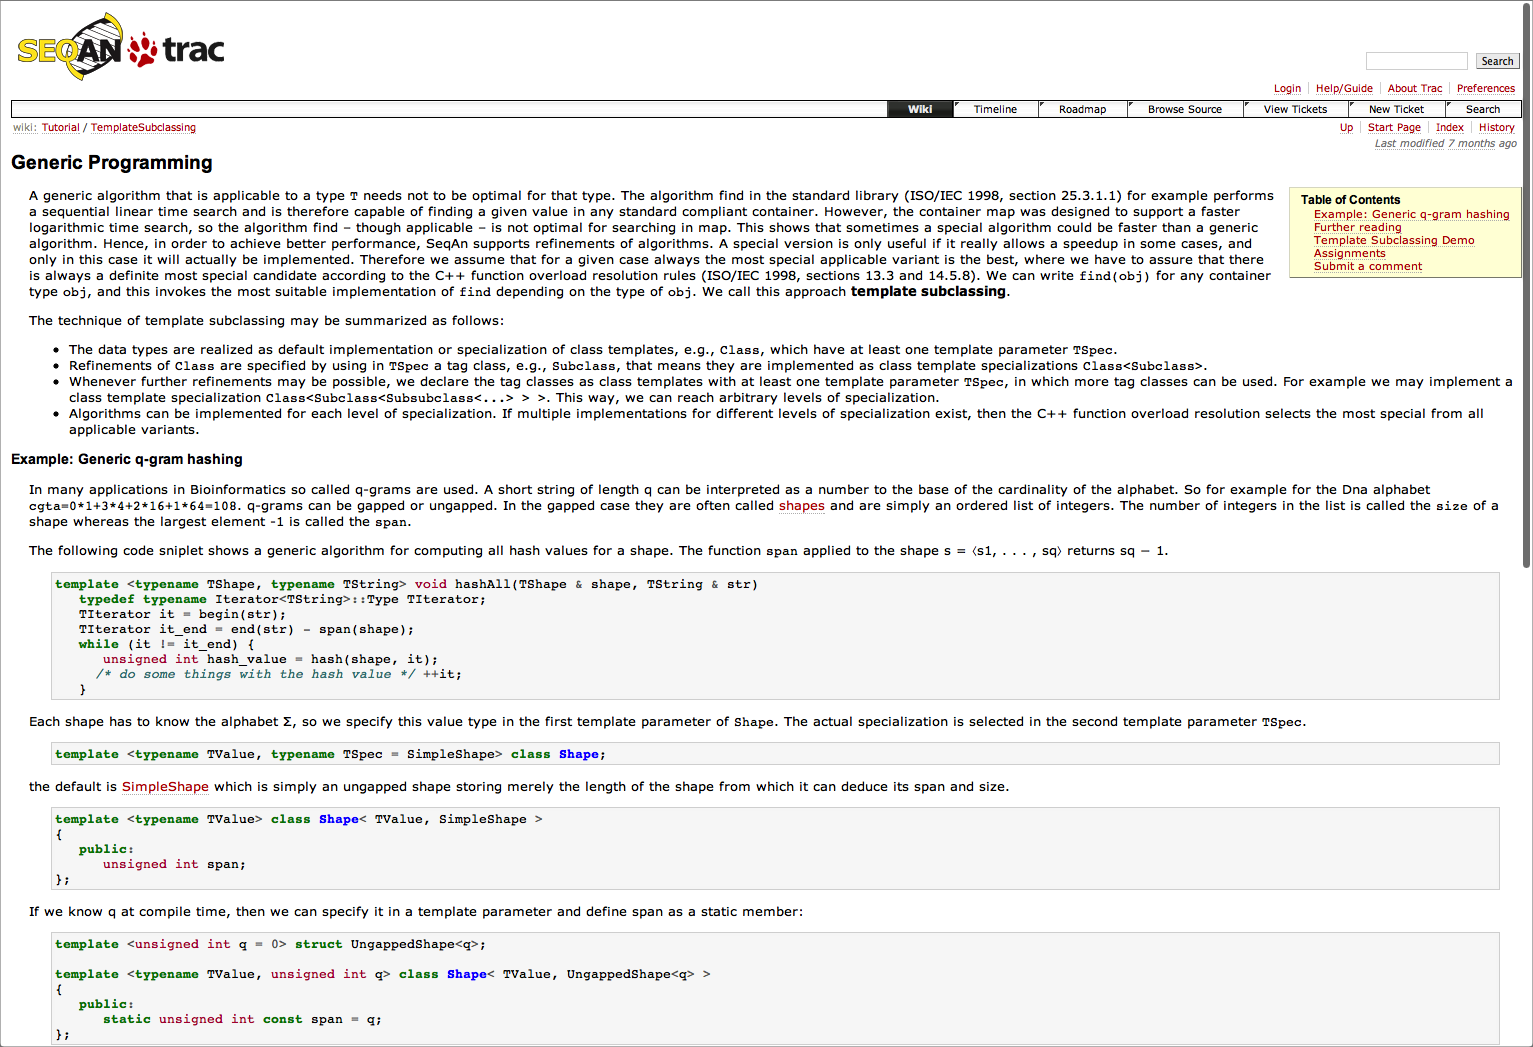 SEQAN trac
Search
Login Help/Guide About Trac Preferences
Wiki Timeline Roadmap Browse Source View Tickets New Ticket Search
wiki: Tutorial / TemplateSubclassing
Up Start Page Index History
Last modified 7 months ago
Generic Programming
A generic algorithm that is applicable to a type T needs not to be optimal for that type. The algorithm find in the standard library (ISO/IEC 1998, section 25.3.1.1) for example performs
a sequential linear time search and is therefore capable of finding a given value in any standard compliant container. However, the container map was designed to support a faster
logarithmic time search, so the algorithm find – though applicable – is not optimal for searching in map. This shows that sometimes a special algorithm could be faster than a generic
algorithm. Hence, in order to achieve better performance, SeqAn supports refinements of algorithms. A special version is only useful if it really allows a speedup in some cases, and
only in this case it will actually be implemented. Therefore we assume that for a given case always the most special applicable variant is the best, where we have to assure that there
is always a definite most special candidate according to the C++ function overload resolution rules (ISO/IEC 1998, sections 13.3 and 14.5.8). We can write find(obj) for any container
type obj, and this invokes the most suitable implementation of find depending on the type of obj. We call this approach template subclassing.
Table of Contents
Example: Generic q-gram hashing
Further reading
Template Subclassing Demo
Assignments
Submit a comment
The technique of template subclassing may be summarized as follows:
• The data types are realized as default implementation or specialization of class templates, e.g., Class, which have at least one template parameter TSpec.
• Refinements of Class are specified by using in TSpec a tag class, e.g., Subclass, that means they are implemented as class template specializations Class<Subclass>.
• Whenever further refinements may be possible, we declare the tag classes as class templates with at least one template parameter TSpec, in which more tag classes can be used. For example we may implement a
class template specialization Class<Subclass<Subsubclass<...> > >. This way, we can reach arbitrary levels of specialization.
• Algorithms can be implemented for each level of specialization. If multiple implementations for different levels of specialization exist, then the C++ function overload resolution selects the most special from all
applicable variants.
Example: Generic q-gram hashing
In many applications in Bioinformatics so called q-grams are used. A short string of length q can be interpreted as a number to the base of the cardinality of the alphabet. So for example for the Dna alphabet
cgta=0*1+3*4+2*16+1*64=108. q-grams can be gapped or ungapped. In the gapped case they are often called shapes and are simply an ordered list of integers. The number of integers in the list is called the size of a
shape whereas the largest element -1 is called the span.
The following code sniplet shows a generic algorithm for computing all hash values for a shape. The function span applied to the shape s = ⟨s1, . . . , sq⟩ returns sq − 1.
template <typename TShape, typename TString> void hashAll(TShape & shape, TString & str)
typedef typename Iterator<TString>::Type TIterator;
TIterator it = begin(str);
TIterator it_end = end(str) - span(shape);
while (it != it_end) {
unsigned int hash_value = hash(shape, it);
/* do some things with the hash value */ ++it;
}
Each shape has to know the alphabet Σ, so we specify this value type in the first template parameter of Shape. The actual specialization is selected in the second template parameter TSpec.
template <typename TValue, typename TSpec = SimpleShape> class Shape;
the default is SimpleShape which is simply an ungapped shape storing merely the length of the shape from which it can deduce its span and size.
template <typename TValue> class Shape< TValue, SimpleShape >
{
public:
unsigned int span;
};
If we know q at compile time, then we can specify it in a template parameter and define span as a static member:
template <unsigned int q = 0> struct UngappedShape<q>;
template <typename TValue, unsigned int q> class Shape< TValue, UngappedShape<q> >
{
public:
static unsigned int const span = q;
};